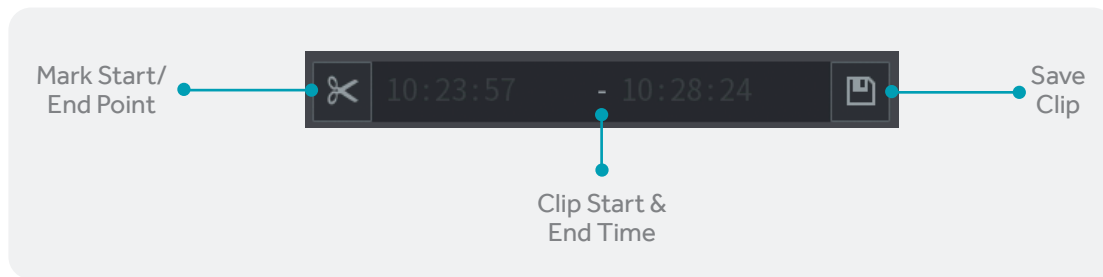 Mark Start/
End Point
10:23:57 - 10:28:24
Save
Clip
Clip Start &
End Time